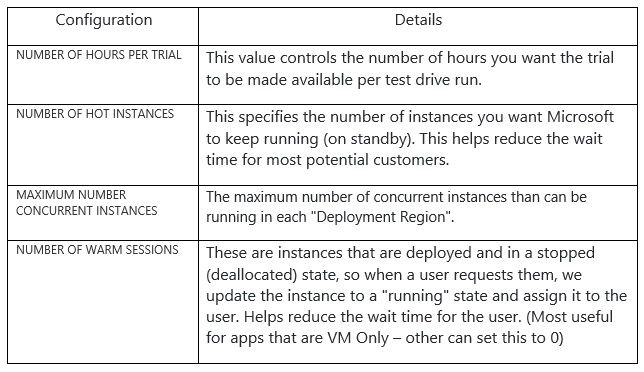 Configuration
Details
NUMBER OF HOURS PER TRIAL
This value controls the number of hours you want the trial
to be made available per test drive run.
NUMBER OF HOT INSTANCES
This specifies the number of instances you want Microsoft
to keep running (on standby). This helps reduce the wait
time for most potential customers.
MAXIMUM NUMBER
CONCURRENT INSTANCES
The maximum number of concurrent instances than can be
running in each "Deployment Region".
NUMBER OF WARM SESSIONS
These are instances that are deployed and in a stopped
(deallocated) state, so when a user requests them, we
update the instance to a "running" state and assign it to the
user. Helps reduce the wait time for the user. (Most useful
for apps that are VM Only – other can set this to 0)